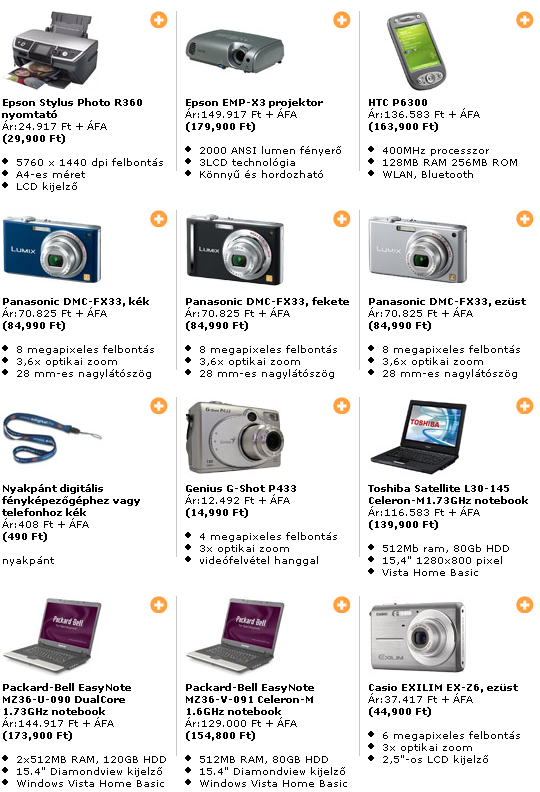 Epson Stylus Photo R360
nyomtató
Ár:24.917 Ft + ÁFA
(29,900 Ft)
5760 x 1440 dpi felbontás
A4-es méret
LCD kijelző
Epson EMP-X3 projektor
Ár:149.917 Ft + ÁFA
(179,900 Ft)
2000 ANSI lumen fényerő
3LCD technológia
Könnyű és hordozható
HTC P6300
Ár:136.583 Ft + ÁFA
(163,900 Ft)
400MHz processzor
128MB RAM 256MB ROM
WLAN, Bluetooth
LUMIX
Panasonic DMC-FX33, kék
Ár:70.825 Ft + ÁFA
(84,990 Ft)
8 megapixeles felbontás
3,6x optikai zoom
28 mm-es nagylátószög
LUMIX
Panasonic DMC-FX33, fekete
Ár:70.825 Ft + ÁFA
(84,990 Ft)
8 megapixeles felbontás
3,6x optikai zoom
28 mm-es nagylátószög
LUMIX
Panasonic DMC-FX33, ezüst
Ár:70.825 Ft + ÁFA
(84,990 Ft)
8 megapixeles felbontás
3,6x optikai zoom
28 mm-es nagylátószög
Nyakpánt digitális
fényképezőgéphez vagy
telefonhoz kék
Ár:408 Ft + ÁFA
(490 Ft)
nyakpánt
G-Shot P433
Genius G-Shot P433
Ár:12.492 Ft + ÁFA
(14,990 Ft)
4 megapixeles felbontás
3x optikai zoom
videófelvétel hanggal
TOSHIBA
Toshiba Satellite L30-145
Celeron-M1.73GHz notebook
Ár:116.583 Ft + ÁFA
(139,900 Ft)
512Mb ram, 80Gb HDD
15,4" 1280x800 pixel
Vista Home Basic
Packard Bell
Packard-Bell EasyNote
MZ36-U-090 DualCore
1.73GHz notebook
Ár:144.917 Ft + ÁFA
(173,900 Ft)
2x512MB RAM, 120GB HDD
15.4" Diamondview kijelző
Windows Vista Home Basic
Packard Bell
Packard-Bell EasyNote
MZ36-V-091 Celeron-M
1.6GHz notebook
Ár:129.000 Ft + ÁFA
(154,800 Ft)
512MB RAM, 80GB HDD
15.4" Diamondview kijelző
Windows Vista Home Basic
CASIO
EXILIM
Casio EXILIM EX-Z6, ezüst
Ár:37.417 Ft + ÁFA
(44,900 Ft)
6 megapixeles felbontás
3x optikai zoom
2,5"-os LCD kijelző